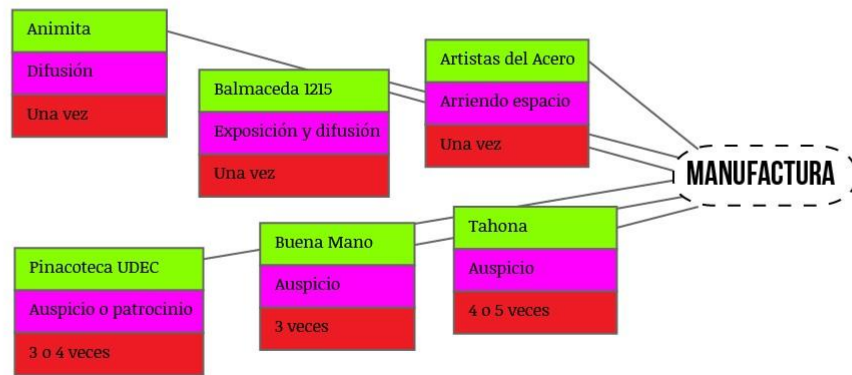 Animita
Difusión
Una vez
Balmaceda 1215
Exposición y difusión
Una vez
Artistas del Acero
Arriendo espacio
Una vez
MANUFACTURA
Pinacoteca UDEC
Auspicio o patrocinio
3 o 4 veces
Buena Mano
Auspicio
3 veces
Tahona
Auspicio
4 o 5 veces